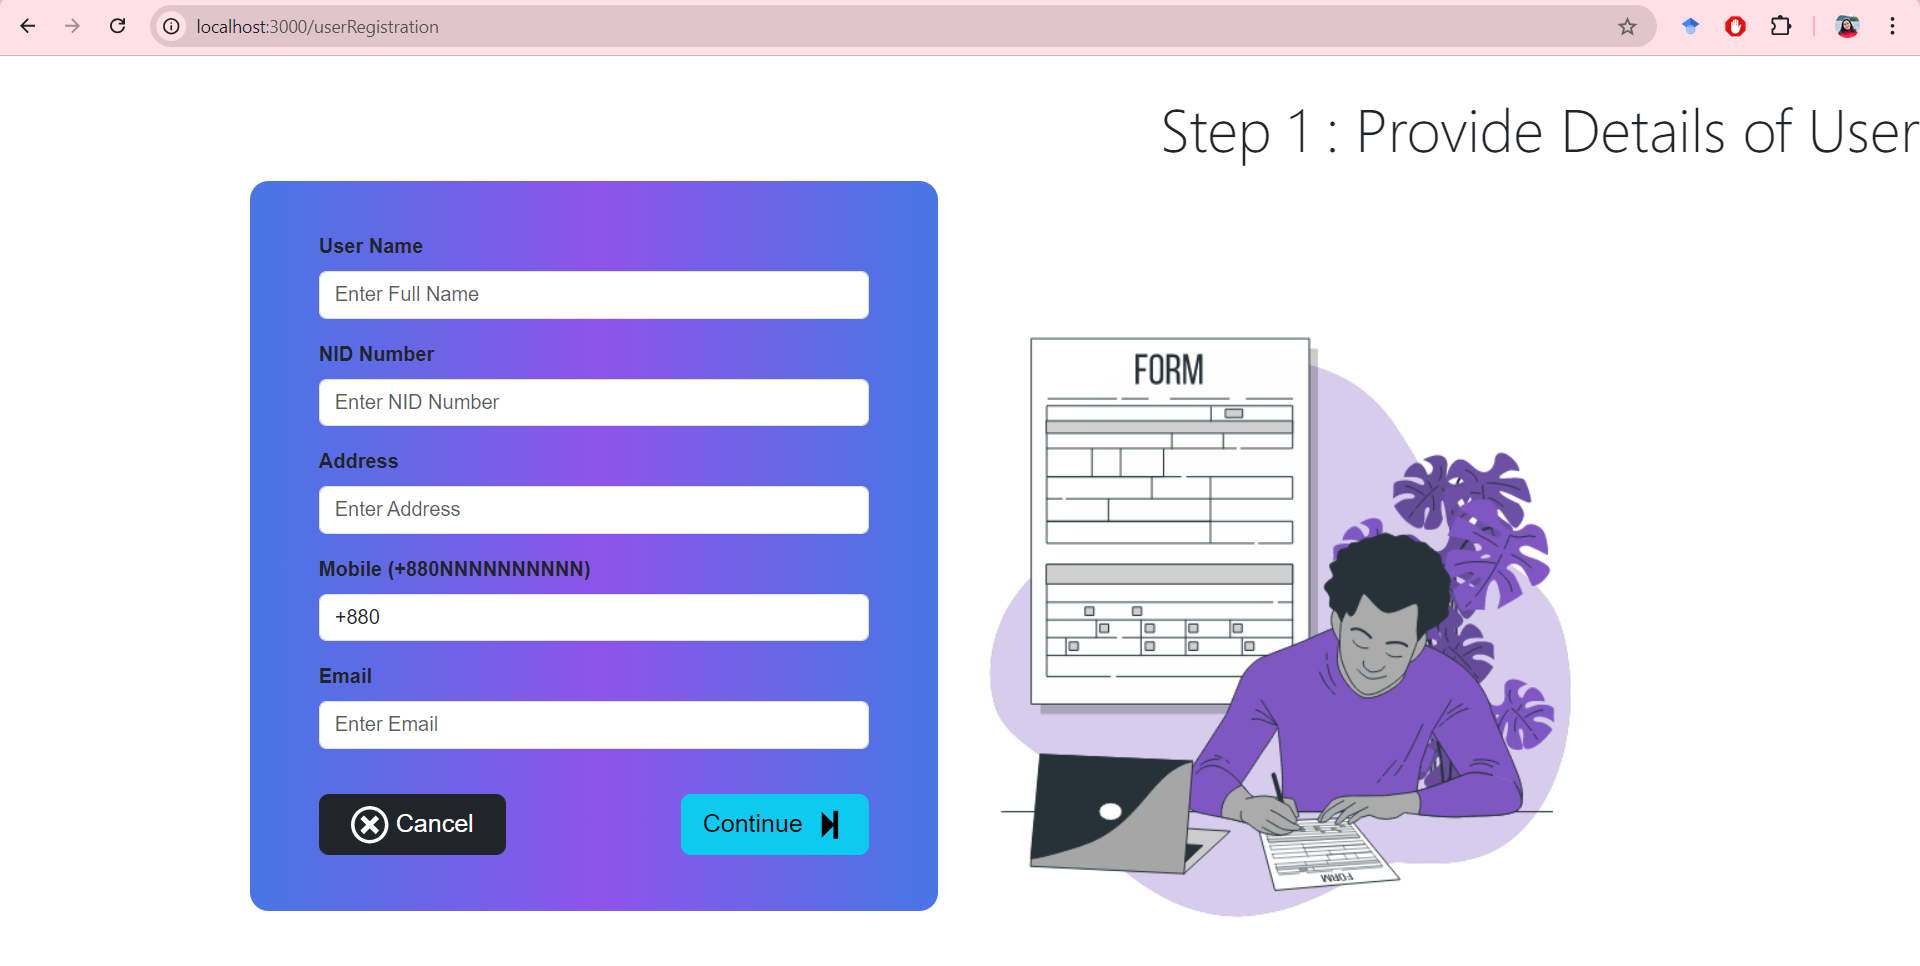 localhost:3000/userRegistration
Step 1 : Provide Details of User
User Name
Enter Full Name
NID Number
Enter NID Number
Address
Enter Address
Mobile (+880NNNNNNNNNN)
+880
Email
Enter Email
Cancel
Continue
FORM
FORM